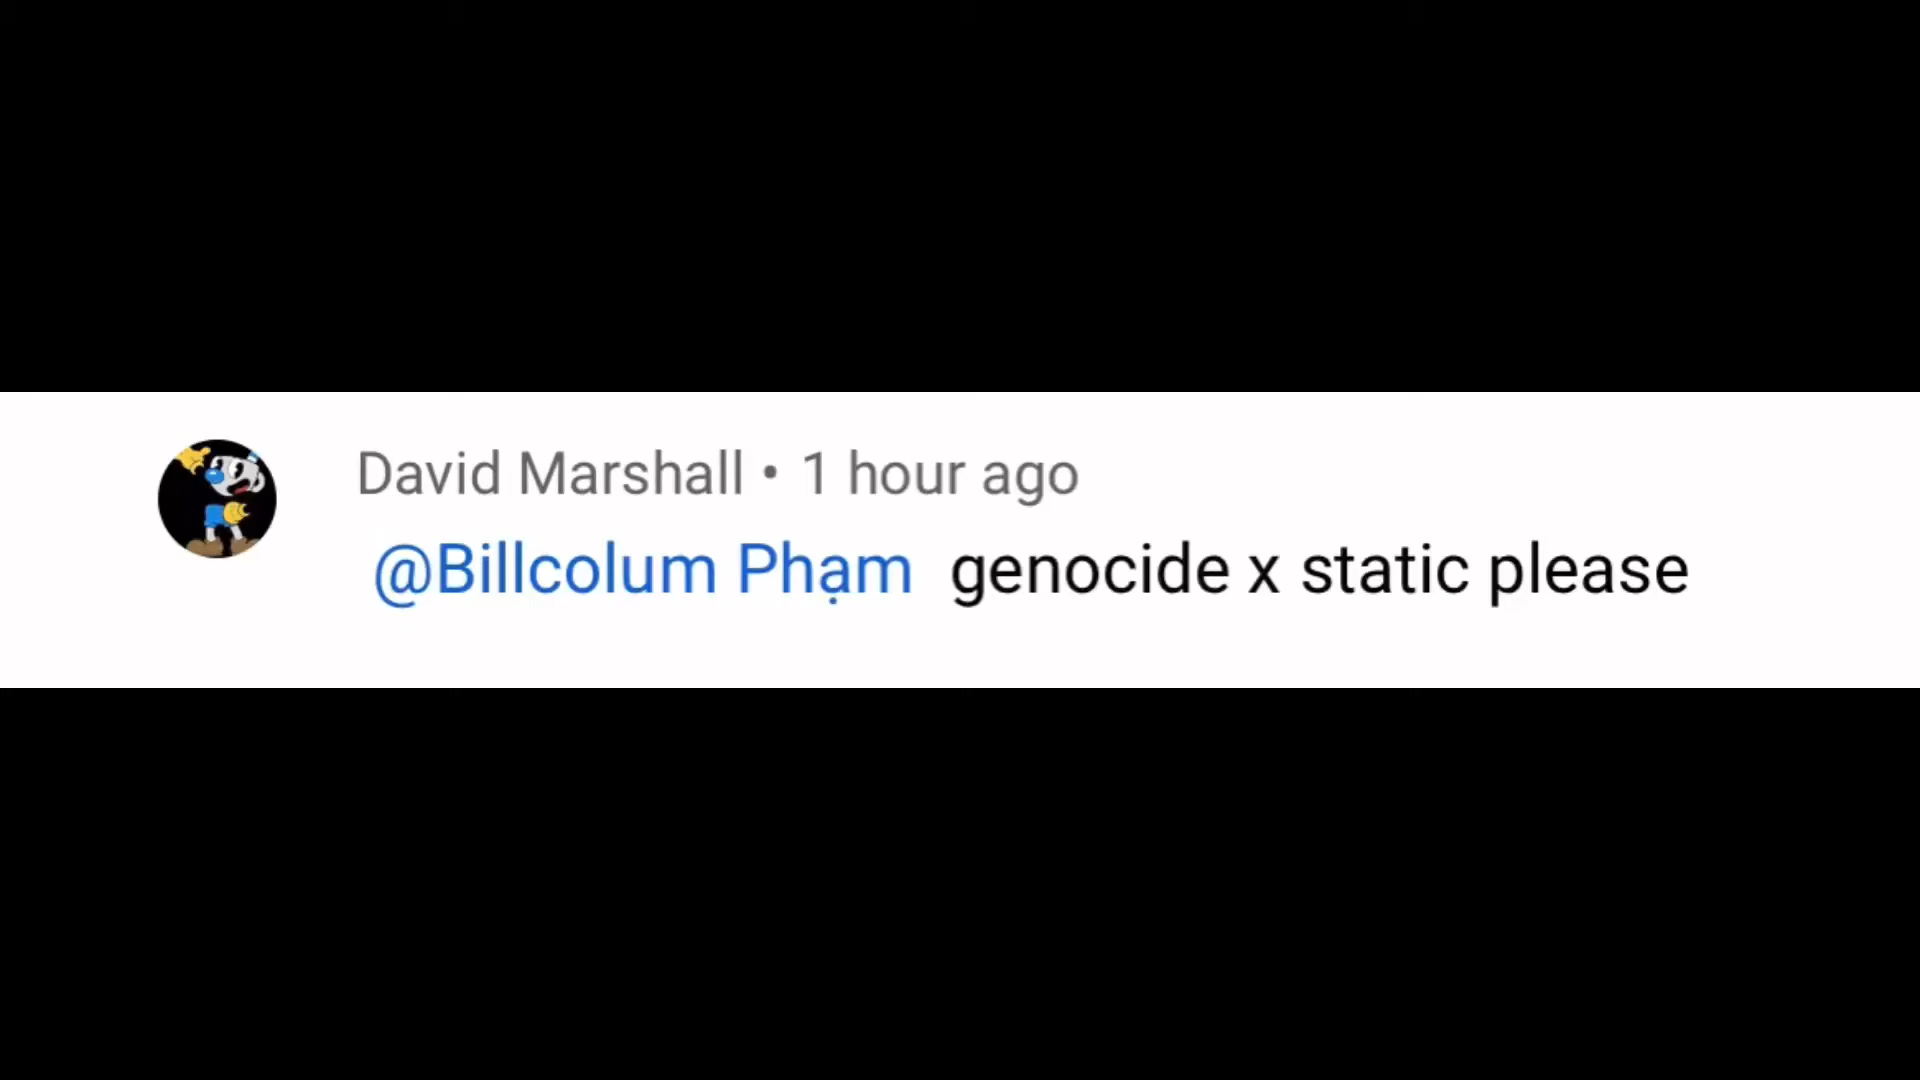 David Marshall • 1 hour ago
@Billcolum Phạm genocide x static please